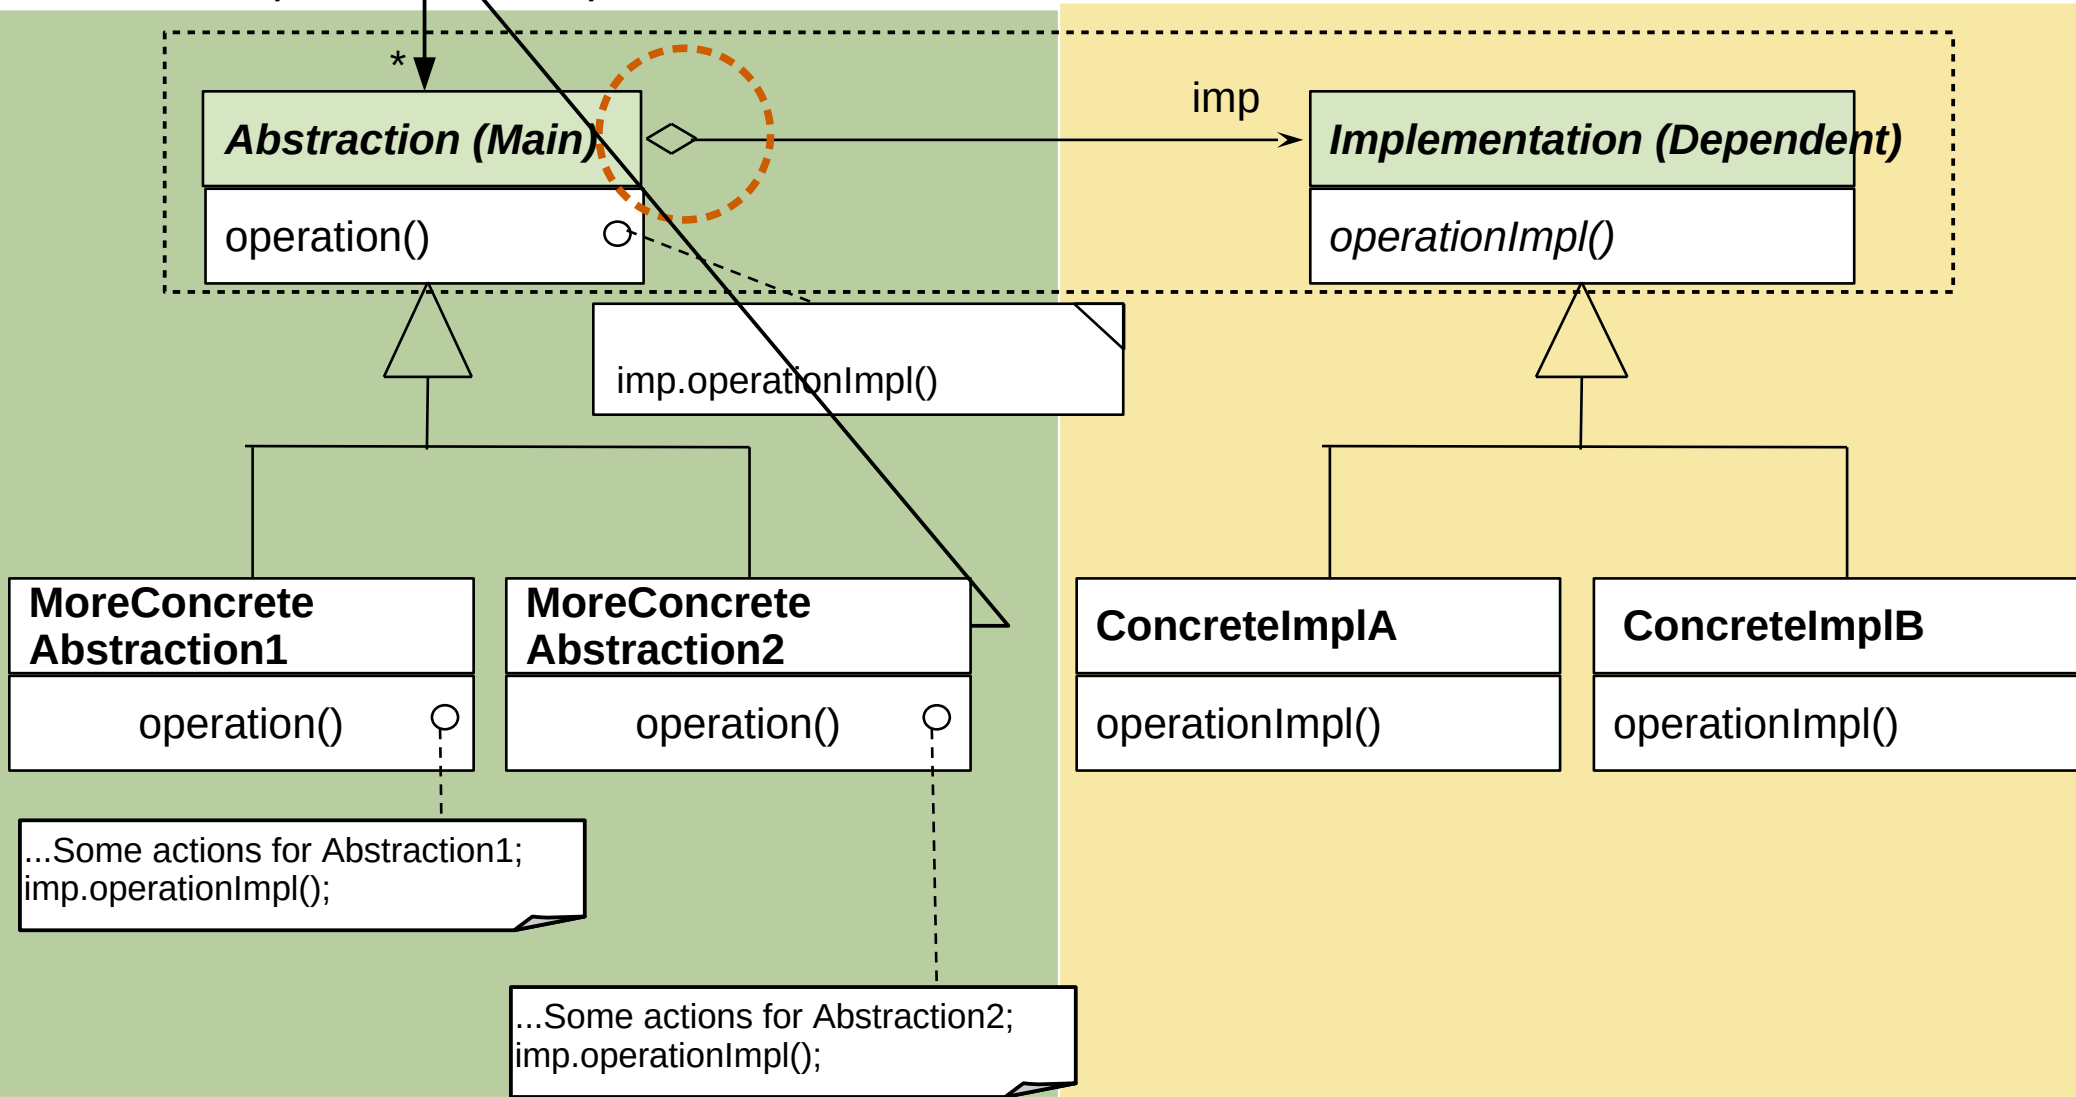 *
imp
Abstraction (Main)
Implementation (Dependent)
operation()
operationImpl()
imp.operationImpl()
MoreConcrete
Abstraction1
MoreConcrete
Abstraction2
ConcreteImplA
ConcreteImplB
operation()
operation()
operationImpl()
operationImpl()
...Some actions for Abstraction1;
imp.operationImpl();
...Some actions for Abstraction2;
imp.operationImpl();